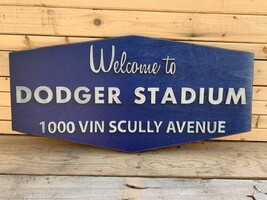 Welcome to
DODGER STADIUM
1000 VIN SCULLY AVENUE